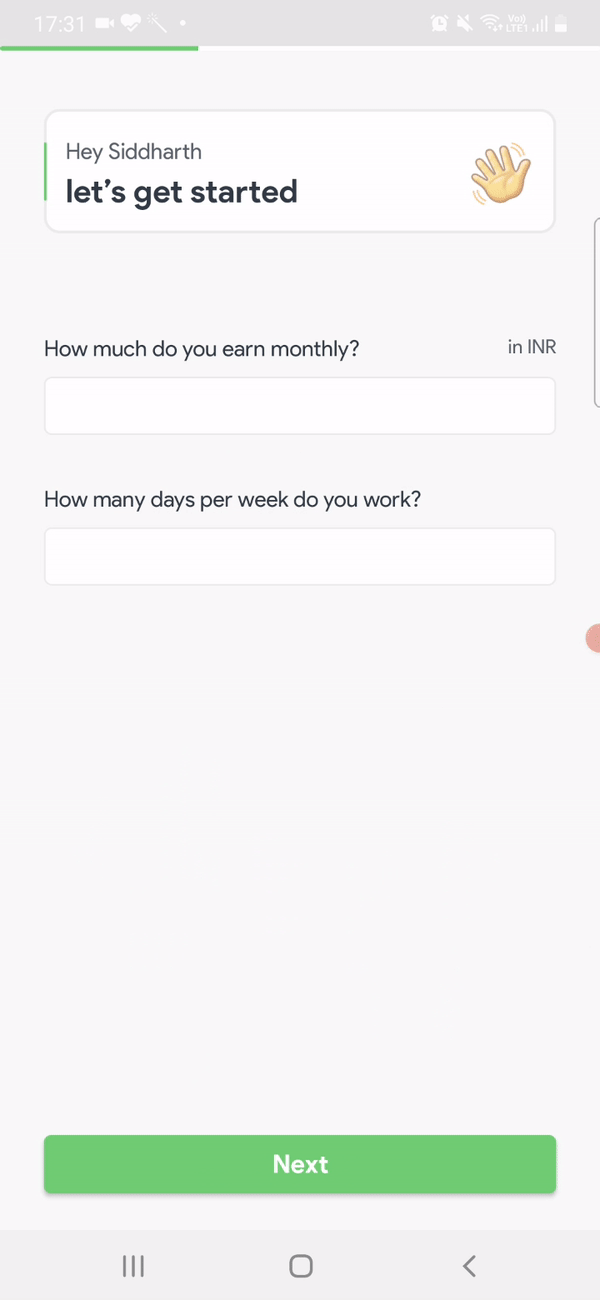 17:31
Vo))
LTE1
Hey Siddharth
let’s get started
How much do you earn monthly?
in INR
How many days per week do you work?
Next